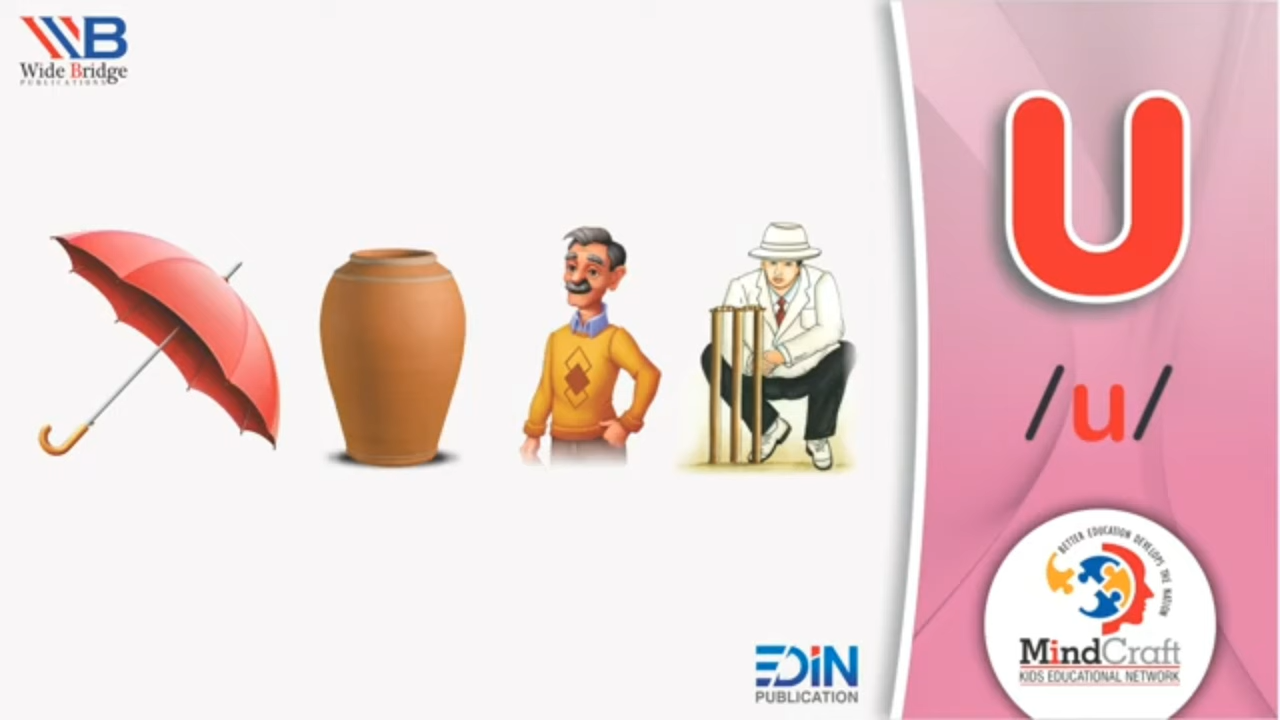 WB
Wide Bridge
PUBLICATIONS
U
/u/
BETTER EDUCATION DEVELOPS THE NATION
MindCraft
KIDS EDUCATIONAL NETWORK
EDiN
PUBLICATION